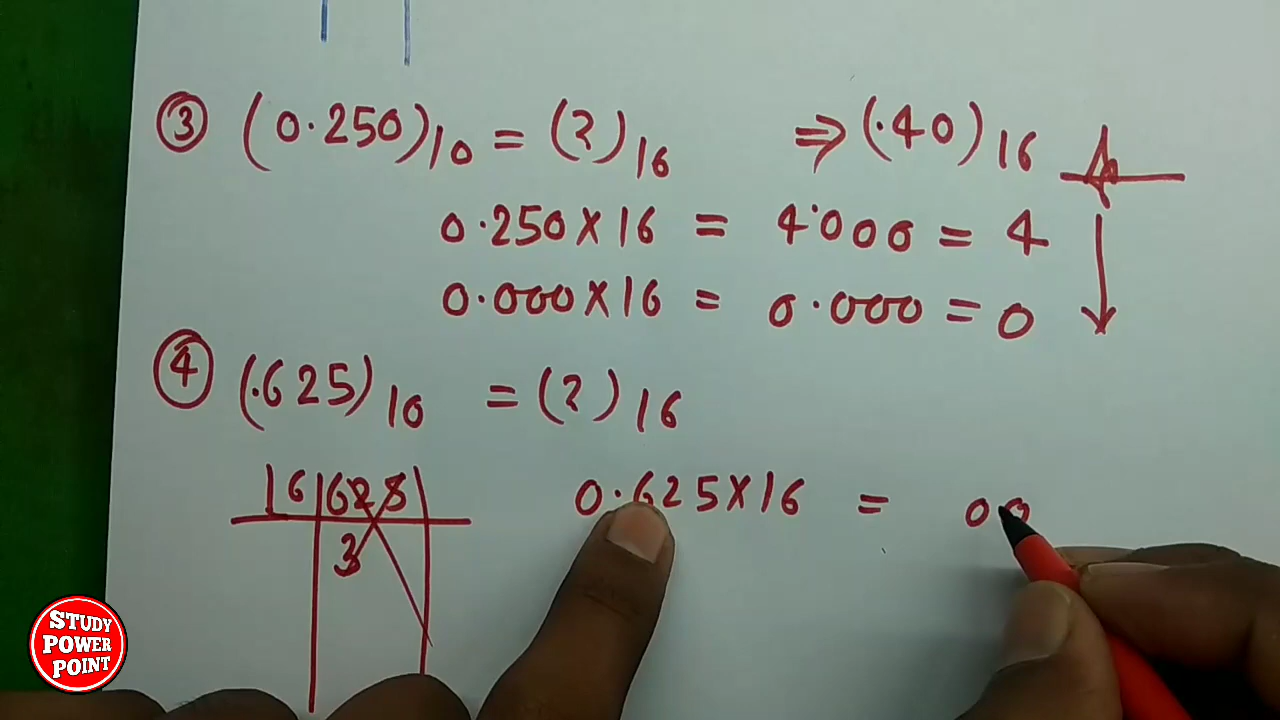 ③ (0.250)10 = (?)16 ⇒ (.40)16
0.250 X 16 = 4.000 = 4
0.000 X 16 = 0.000 = 0
④ (.625)10 = (?)16
16 625
3
0.625 X 16 = 00
STUDY
POWER
POINT